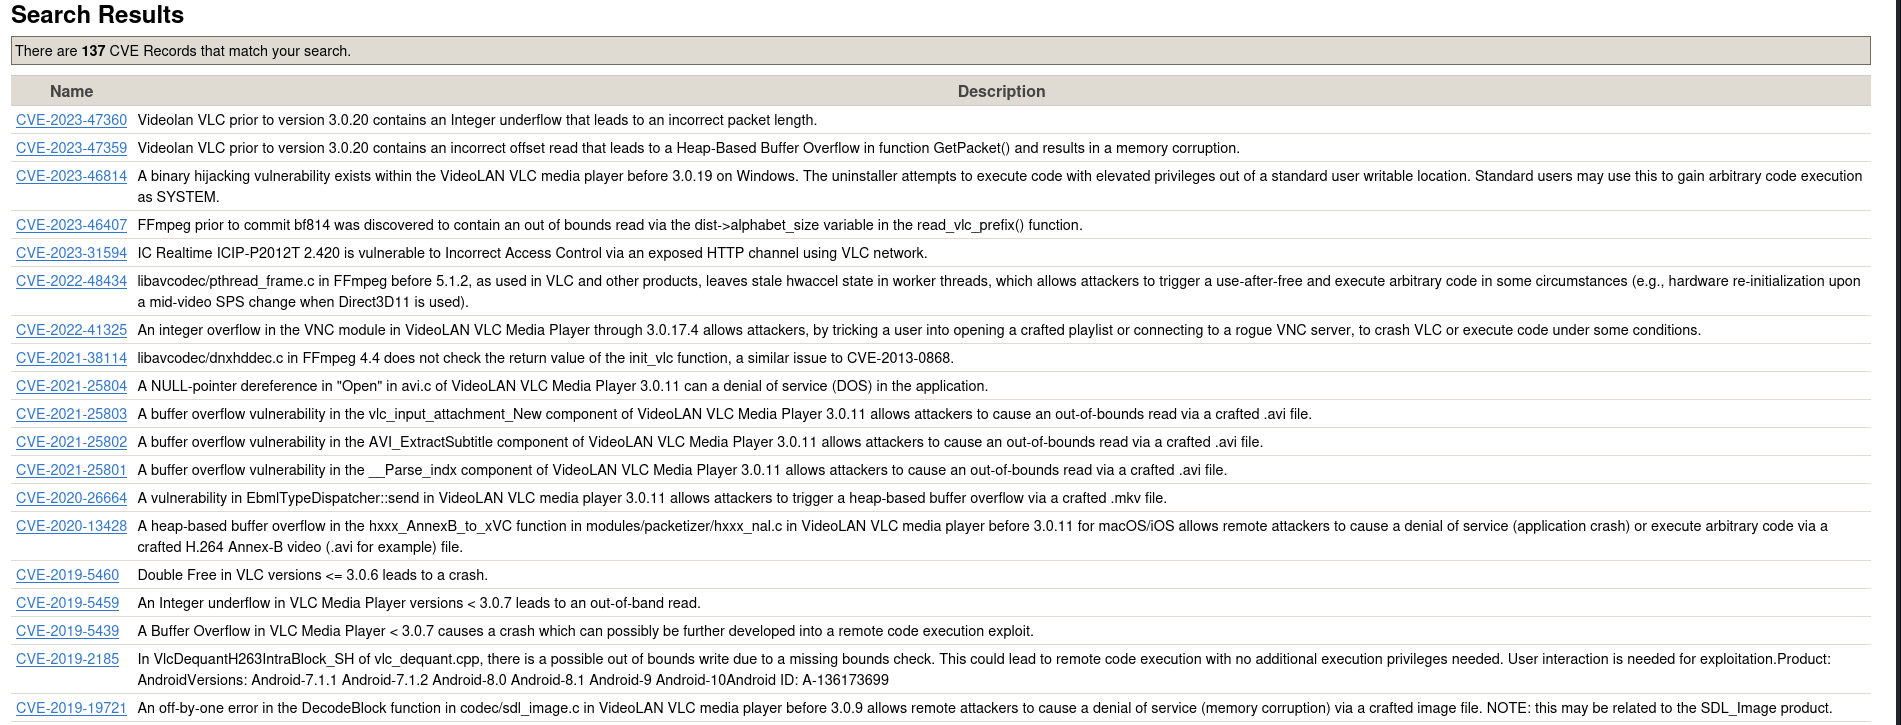 Search Results
There are 137 CVE Records that match your search.
Name Description
CVE-2023-47360 Videolan VLC prior to version 3.0.20 contains an Integer underflow that leads to an incorrect packet length.
CVE-2023-47359 Videolan VLC prior to version 3.0.20 contains an incorrect offset read that leads to a Heap-Based Buffer Overflow in function GetPacket() and results in a memory corruption.
CVE-2023-46814 A binary hijacking vulnerability exists within the VideoLAN VLC media player before 3.0.19 on Windows. The uninstaller attempts to execute code with elevated privileges out of a standard user writable location. Standard users may use this to gain arbitrary code execution
as SYSTEM.
CVE-2023-46407 FFmpeg prior to commit bf814 was discovered to contain an out of bounds read via the dist->alphabet_size variable in the read_vlc_prefix() function.
CVE-2023-31594 IC Realtime ICIP-P2012T 2.420 is vulnerable to Incorrect Access Control via an exposed HTTP channel using VLC network.
CVE-2022-48434 libavcodec/pthread_frame.c in FFmpeg before 5.1.2, as used in VLC and other products, leaves stale hwaccel state in worker threads, which allows attackers to trigger a use-after-free and execute arbitrary code in some circumstances (e.g., hardware re-initialization upon
a mid-video SPS change when Direct3D11 is used).
CVE-2022-41325 An integer overflow in the VNC module in VideoLAN VLC Media Player through 3.0.17.4 allows attackers, by tricking a user into opening a crafted playlist or connecting to a rogue VNC server, to crash VLC or execute code under some conditions.
CVE-2021-38114 libavcodec/dnxhddec.c in FFmpeg 4.4 does not check the return value of the init_vlc function, a similar issue to CVE-2013-0868.
CVE-2021-25804 A NULL-pointer dereference in "Open" in avi.c of VideoLAN VLC Media Player 3.0.11 can a denial of service (DOS) in the application.
CVE-2021-25803 A buffer overflow vulnerability in the vlc_input_attachment_New component of VideoLAN VLC Media Player 3.0.11 allows attackers to cause an out-of-bounds read via a crafted .avi file.
CVE-2021-25802 A buffer overflow vulnerability in the AVI_ExtractSubtitle component of VideoLAN VLC Media Player 3.0.11 allows attackers to cause an out-of-bounds read via a crafted .avi file.
CVE-2021-25801 A buffer overflow vulnerability in the __Parse_indx component of VideoLAN VLC Media Player 3.0.11 allows attackers to cause an out-of-bounds read via a crafted .avi file.
CVE-2020-26664 A vulnerability in EbmlTypeDispatcher::send in VideoLAN VLC media player 3.0.11 allows attackers to trigger a heap-based buffer overflow via a crafted .mkv file.
CVE-2020-13428 A heap-based buffer overflow in the hxxx_AnnexB_to_xVC function in modules/packetizer/hxxx_nal.c in VideoLAN VLC media player before 3.0.11 for macOS/iOS allows remote attackers to cause a denial of service (application crash) or execute arbitrary code via a
crafted H.264 Annex-B video (.avi for example) file.
CVE-2019-5460 Double Free in VLC versions <= 3.0.6 leads to a crash.
CVE-2019-5459 An Integer underflow in VLC Media Player versions < 3.0.7 leads to an out-of-band read.
CVE-2019-5439 A Buffer Overflow in VLC Media Player < 3.0.7 causes a crash which can possibly be further developed into a remote code execution exploit.
CVE-2019-2185 In VlcDequantH263IntraBlock_SH of vlc_dequant.cpp, there is a possible out of bounds write due to a missing bounds check. This could lead to remote code execution with no additional execution privileges needed. User interaction is needed for exploitation.Product:
AndroidVersions: Android-7.1.1 Android-7.1.2 Android-8.0 Android-8.1 Android-9 Android-10Android ID: A-136173699
CVE-2019-19721 An off-by-one error in the DecodeBlock function in codec/sdl_image.c in VideoLAN VLC media player before 3.0.9 allows remote attackers to cause a denial of service (memory corruption) via a crafted image file. NOTE: this may be related to the SDL_Image product.